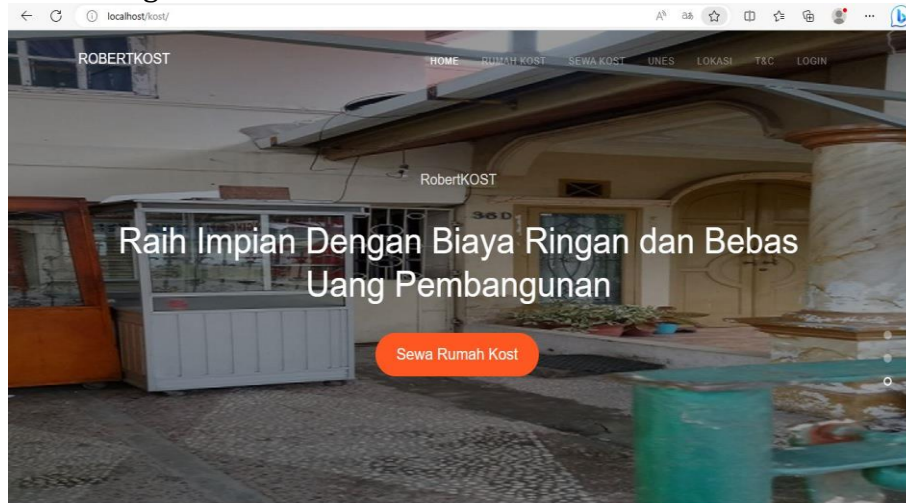 localhost/kost/
ROBERTKOST
HOME RUMAH KOST SEWA KOST UNES LOKASI T&C LOGIN
RobertKOST
36D
Raih Impian Dengan Biaya Ringan dan Bebas
Uang Pembangunan
Sewa Rumah Kost